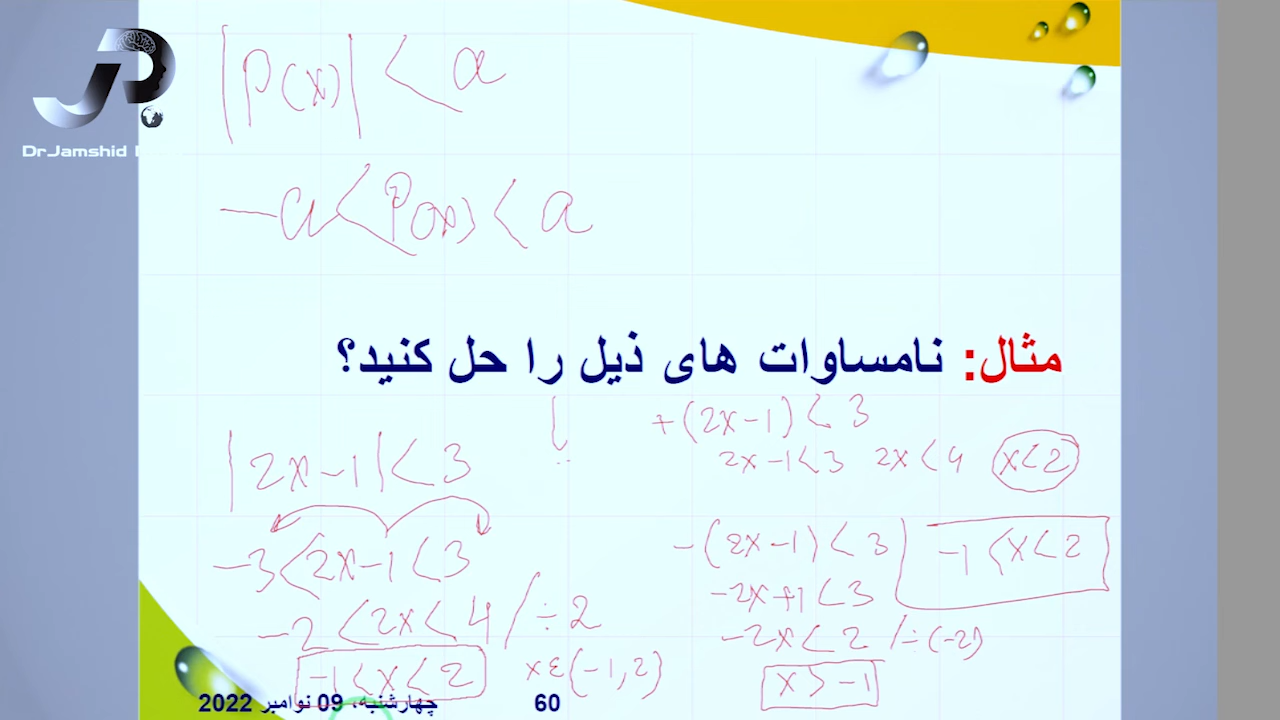 Dr.Jamshid
|P(x)| < a
-a < P(x) < a
مثال: نامساوات های ذیل را حل کنید؟
|2x-1| < 3
-3 < 2x-1 < 3
-2 < 2x < 4 / ÷ 2
-1 < x < 2
x ε (-1, 2)
+(2x-1) < 3
2x-1 < 3 2x < 4 x < 2
-(2x-1) < 3
-2x+1 < 3
-2x < 2 / ÷ (-2)
x > -1
-1 < x < 2
چهارشنبه، 09 نوامبر 2022
60